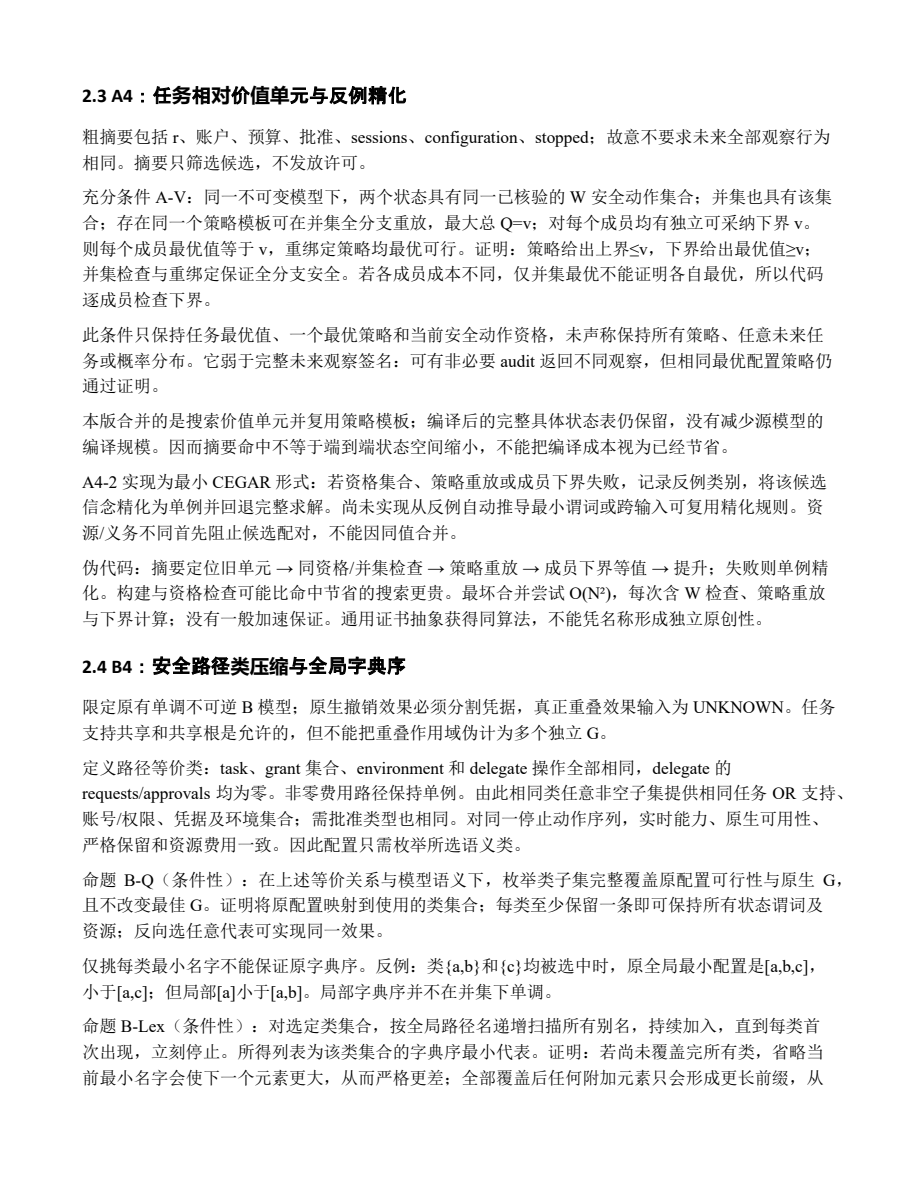 2.3 A4：任务相对价值单元与反例精化
粗摘要包括 r、账户、预算、批准、sessions、configuration、stopped；故意不要求未来全部观察行为
相同。摘要只筛选候选，不发放许可。
充分条件 A-V：同一不可变模型下，两个状态具有同一已核验的 W 安全动作集合；并集也具有该集
合；存在同一个策略模板可在并集全分支重放，最大总 Q=v；对每个成员均有独立可采纳下界 v。
则每个成员最优值等于 v，重绑定策略均最优可行。证明：策略给出上界≤v，下界给出最优值≥v；
并集检查与重绑定保证全分支安全。若各成员成本不同，仅并集最优不能证明各自最优，所以代码
逐成员检查下界。
此条件只保持任务最优值、一个最优策略和当前安全动作资格，未声称保持所有策略、任意未来任
务或概率分布。它弱于完整未来观察签名：可有非必要 audit 返回不同观察，但相同最优配置策略仍
通过证明。
本版合并的是搜索价值单元并复用策略模板；编译后的完整具体状态表仍保留，没有减少源模型的
编译规模。因而摘要命中不等于端到端状态空间缩小，不能把编译成本视为已经节省。
A4-2 实现为最小 CEGAR 形式：若资格集合、策略重放或成员下界失败，记录反例类别，将该候选
信念精化为单例并回退完整求解。尚未实现从反例自动推导最小谓词或跨输入可复用精化规则。资
源/义务不同首先阻止候选配对，不能因同值合并。
伪代码：摘要定位旧单元 → 同资格/并集检查 → 策略重放 → 成员下界等值 → 提升；失败则单例精
化。构建与资格检查可能比命中节省的搜索更贵。最坏合并尝试 O(N²)，每次含 W 检查、策略重放
与下界计算；没有一般加速保证。通用证书抽象获得同算法，不能凭名称形成独立原创性。
2.4 B4：安全路径类压缩与全局字典序
限定原有单调不可逆 B 模型；原生撤销效果必须分割凭据，真正重叠效果输入为 UNKNOWN。任务
支持共享和共享根是允许的，但不能把重叠作用域伪计为多个独立 G。
定义路径等价类：task、grant 集合、environment 和 delegate 操作全部相同，delegate 的
requests/approvals 均为零。非零费用路径保持单例。由此相同类任意非空子集提供相同任务 OR 支持、
账号/权限、凭据及环境集合；需批准类型也相同。对同一停止动作序列，实时能力、原生可用性、
严格保留和资源费用一致。因此配置只需枚举所选语义类。
命题 B-Q（条件性）：在上述等价关系与模型语义下，枚举类子集完整覆盖原配置可行性与原生 G，
且不改变最佳 G。证明将原配置映射到使用的类集合；每类至少保留一条即可保持所有状态谓词及
资源；反向选任意代表可实现同一效果。
仅挑每类最小名字不能保证原字典序。反例：类{a,b}和{c}均被选中时，原全局最小配置是[a,b,c]，
小于[a,c]；但局部[a]小于[a,b]。局部字典序并不在并集下单调。
命题 B-Lex（条件性）：对选定类集合，按全局路径名递增扫描所有别名，持续加入，直到每类首
次出现，立刻停止。所得列表为该类集合的字典序最小代表。证明：若尚未覆盖完所有类，省略当
前最小名字会使下一个元素更大，从而严格更差；全部覆盖后任何附加元素只会形成更长前缀，从